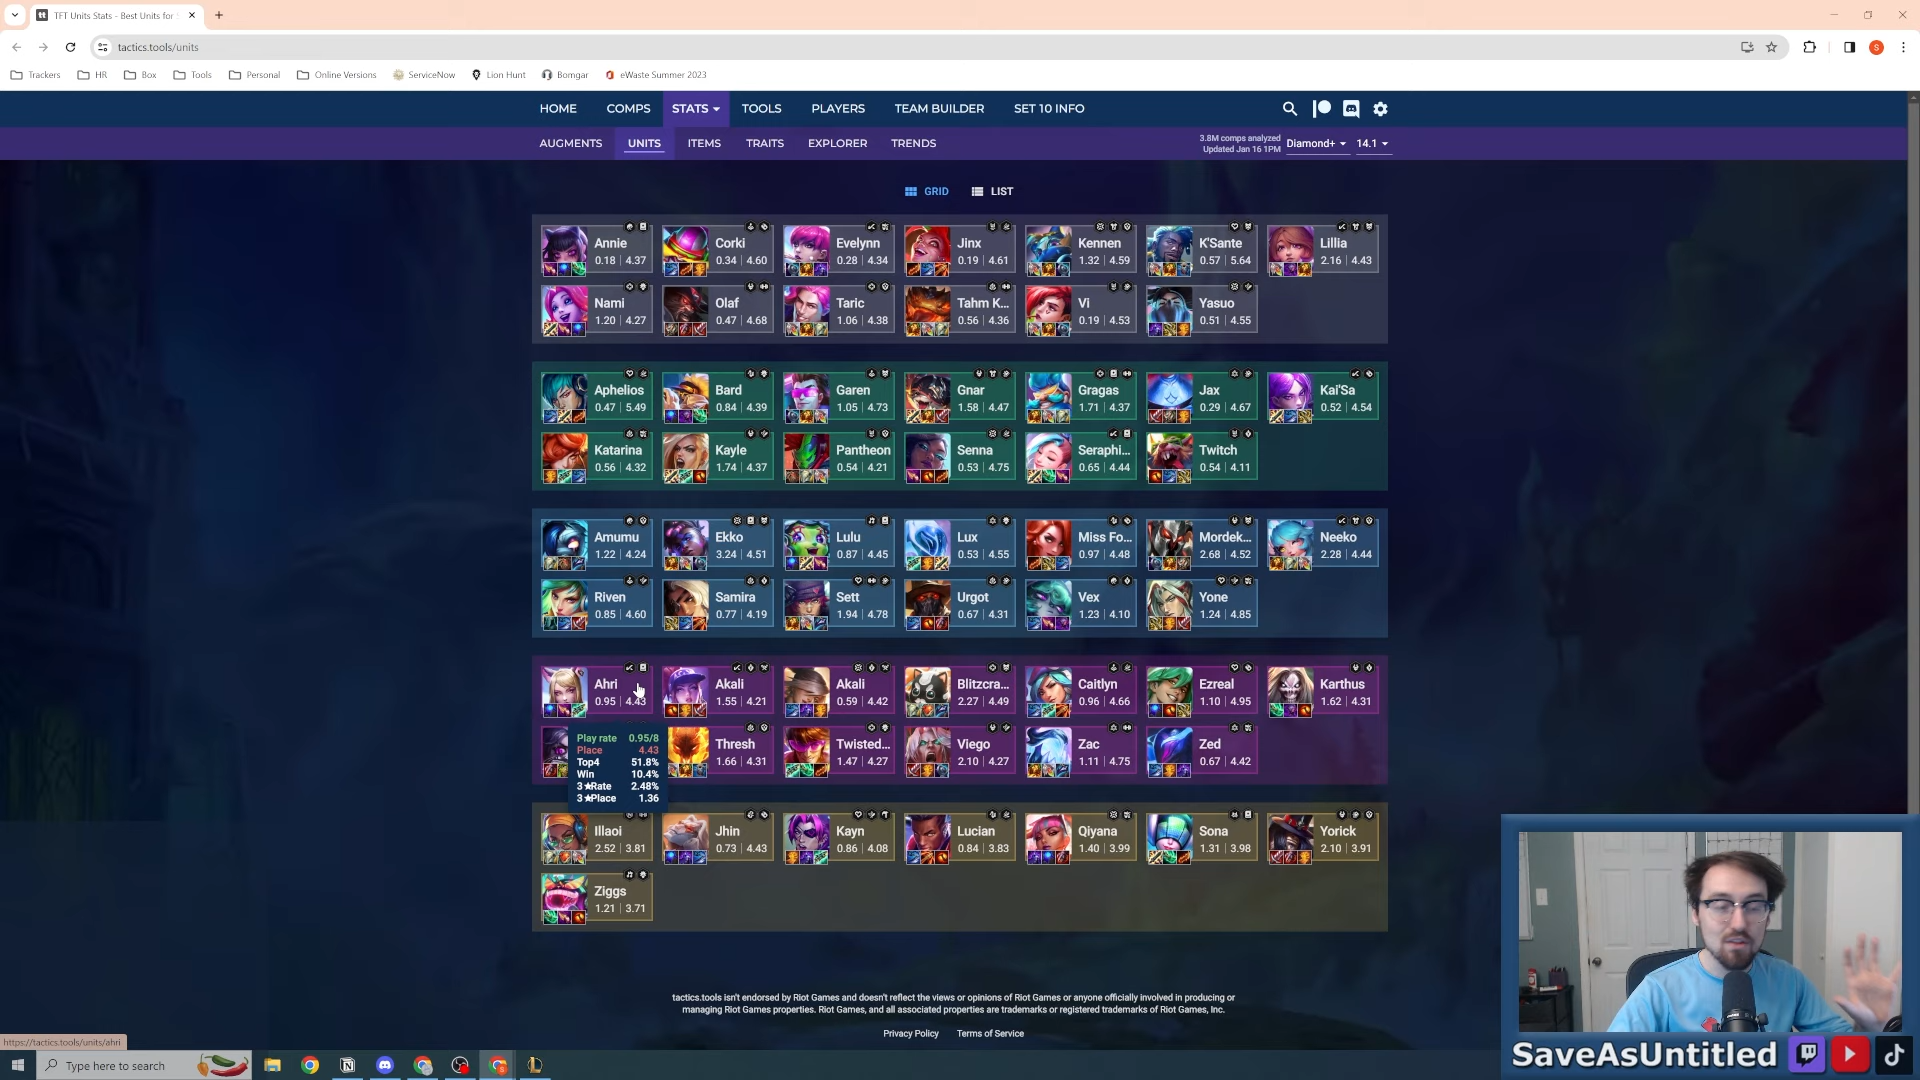 TFT Units Stats - Best Units for
tactics.tools/units
Trackers
HR
Box
Tools
Personal
Online Versions
ServiceNow
Lion Hunt
Bomgar
eWaste Summer 2023
HOME
COMPS
STATS
TOOLS
PLAYERS
TEAM BUILDER
SET 10 INFO
AUGMENTS
UNITS
ITEMS
TRAITS
EXPLORER
TRENDS
3.8M comps analyzed
Updated Jan 16 1PM
Diamond+
14.1
GRID
LIST
Annie
0.18 | 4.37
Corki
0.34 | 4.60
Evelynn
0.28 | 4.34
Jinx
0.19 | 4.61
Kennen
1.32 | 4.59
K'Sante
0.57 | 5.64
Lillia
2.16 | 4.43
Nami
1.20 | 4.27
Olaf
0.47 | 4.68
Taric
1.06 | 4.38
Tahm K...
0.56 | 4.36
Vi
0.19 | 4.53
Yasuo
0.51 | 4.55
Aphelios
0.47 | 5.49
Bard
0.84 | 4.39
Garen
1.05 | 4.73
Gnar
1.58 | 4.47
Gragas
1.71 | 4.37
Jax
0.29 | 4.67
Kai'Sa
0.52 | 4.54
Katarina
0.56 | 4.32
Kayle
1.74 | 4.37
Pantheon
0.54 | 4.21
Senna
0.53 | 4.75
Seraphi...
0.65 | 4.44
Twitch
0.54 | 4.11
Amumu
1.22 | 4.24
Ekko
3.24 | 4.51
Lulu
0.87 | 4.45
Lux
0.53 | 4.55
Miss Fo...
0.97 | 4.48
Mordek...
2.68 | 4.52
Neeko
2.28 | 4.44
Riven
0.85 | 4.60
Samira
0.77 | 4.19
Sett
1.94 | 4.78
Urgot
0.67 | 4.31
Vex
1.23 | 4.10
Yone
1.24 | 4.85
Ahri
0.95 | 4.43
Akali
1.55 | 4.21
Akali
0.59 | 4.42
Blitzcra...
2.27 | 4.49
Caitlyn
0.96 | 4.66
Ezreal
1.10 | 4.95
Karthus
1.62 | 4.31
Play rate 0.95/8
Place 4.43
Top4 51.8%
Win 10.4%
3★Rate 2.48%
3★Place 1.36
Thresh
1.66 | 4.31
Twisted...
1.47 | 4.27
Viego
2.10 | 4.27
Zac
1.11 | 4.75
Zed
0.67 | 4.42
Illaoi
2.52 | 3.81
Jhin
0.73 | 4.43
Kayn
0.86 | 4.08
Lucian
0.84 | 3.83
Qiyana
1.40 | 3.99
Sona
1.31 | 3.98
Yorick
2.10 | 3.91
Ziggs
1.21 | 3.71
tactics.tools isn't endorsed by Riot Games and doesn't reflect the views or opinions of Riot Games or anyone officially involved in producing or
managing Riot Games properties. Riot Games, and all associated properties are trademarks or registered trademarks of Riot Games, Inc.
Privacy Policy
Terms of Service
https://tactics.tools/units/ahri
Type here to search
SaveAsUntitled